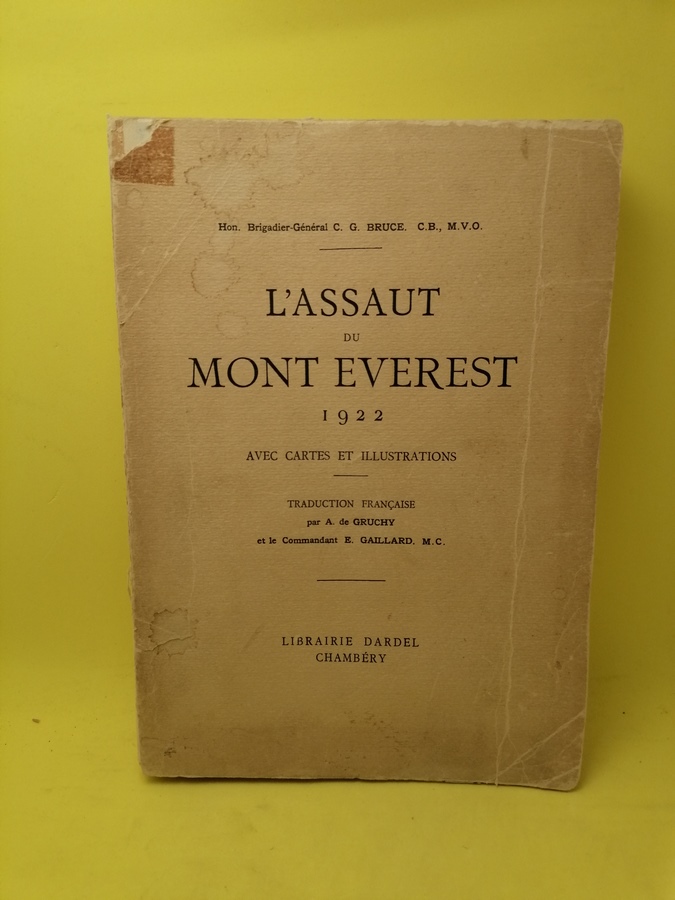 Hon. Brigadier-Général C. G. BRUCE. C.B., M.V.O.
L'ASSAUT
DU
MONT EVEREST
1922
AVEC CARTES ET ILLUSTRATIONS
TRADUCTION FRANÇAISE
par A. de GRUCHY
et le Commandant E. GAILLARD, M.C.
LIBRAIRIE DARDEL
CHAMBÉRY